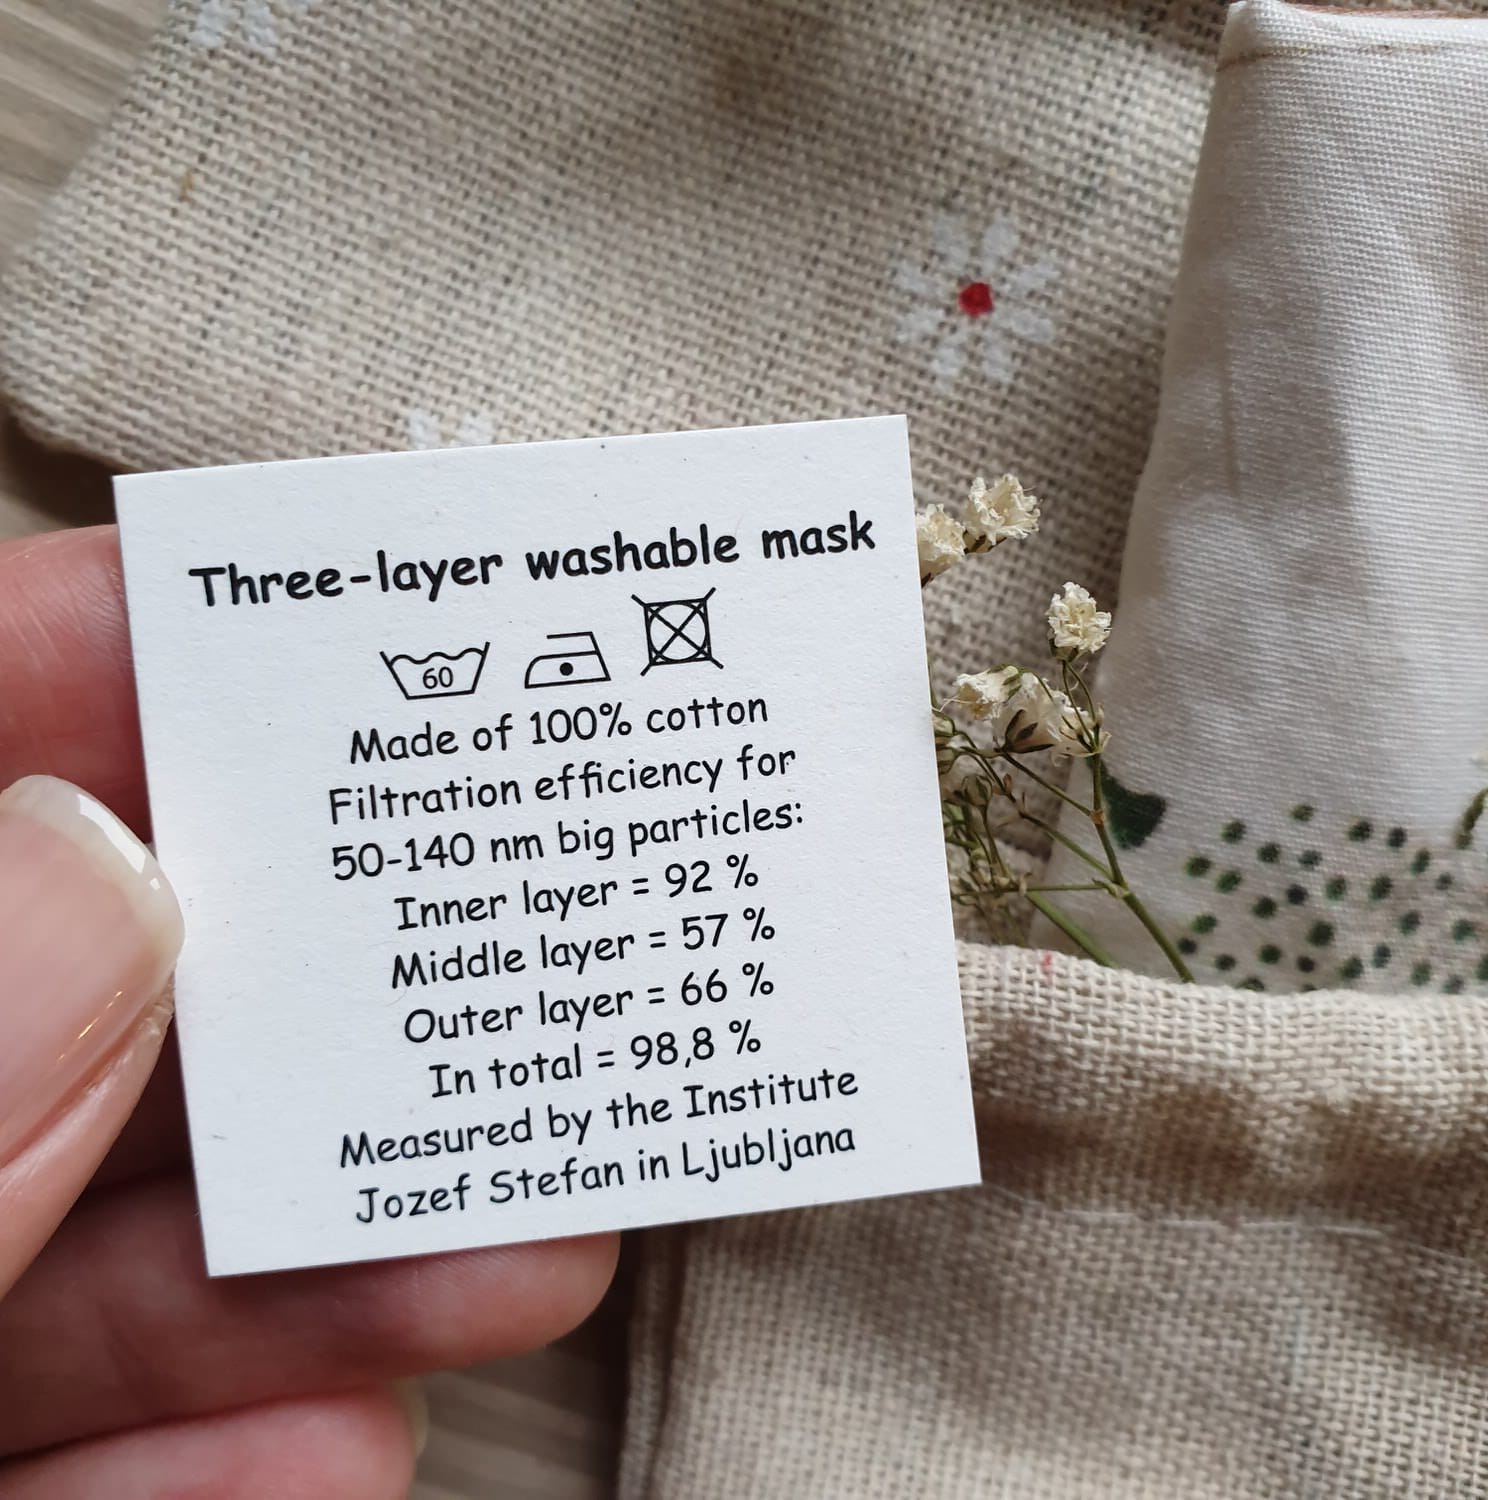 Three-layer washable mask
60
Made of 100% cotton
Filtration efficiency for
50-140 nm big particles:
Inner layer = 92 %
Middle layer = 57 %
Outer layer = 66 %
In total = 98,8 %
Measured by the Institute
Jozef Stefan in Ljubljana